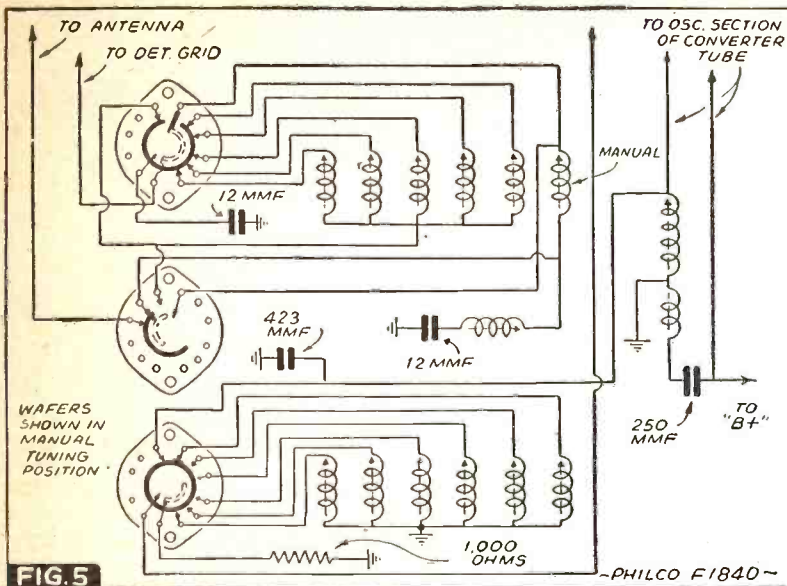 TO ANTENNA
TO DET. GRID
TO OSC. SECTION
OF CONVERTER
TUBE
MANUAL
12 MMF
423
MMF
12 MMF
WAFERS
SHOWN IN
MANUAL
TUNING
POSITION
250
MMF
TO
"B+"
1,000
OHMS
FIG.5
~PHILCO F1840~